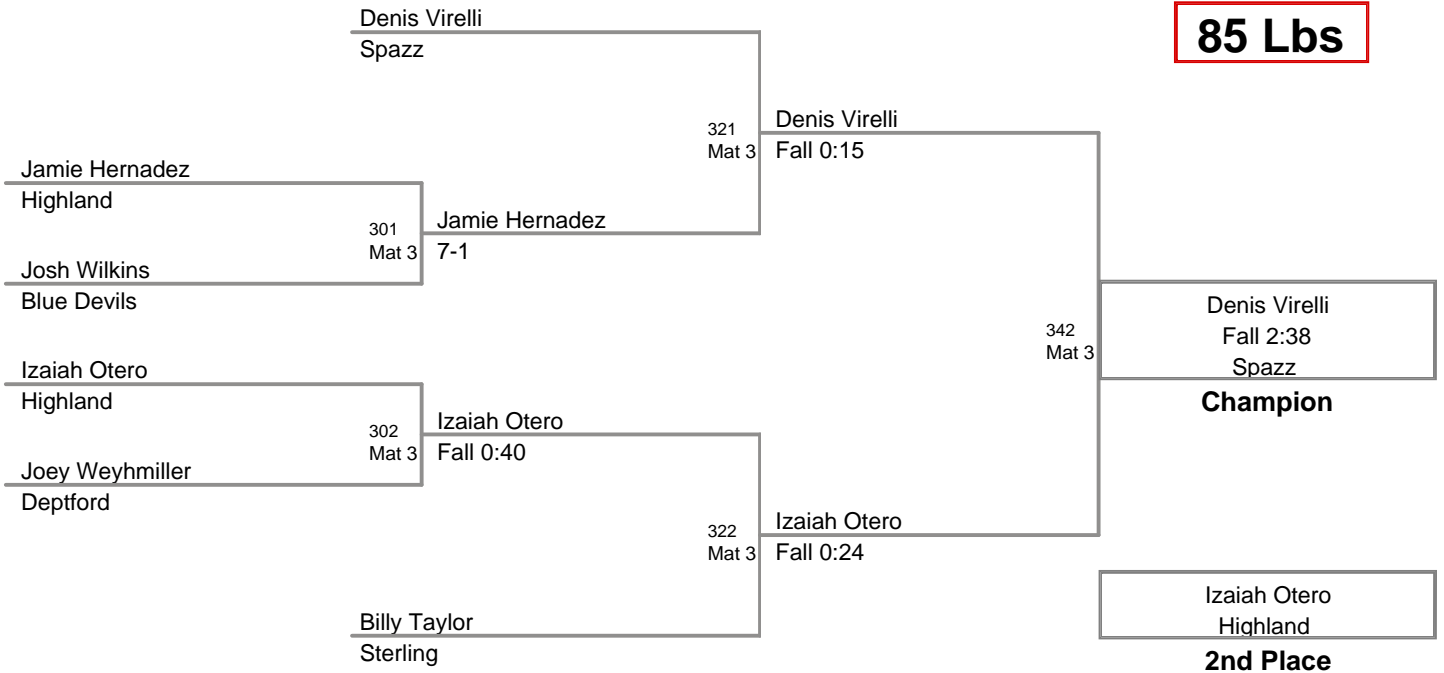 Denis Virelli
Spazz
85 Lbs
321
Mat 3
Denis Virelli
Fall 0:15
Jamie Hernadez
Highland
301
Mat 3
Jamie Hernadez
7-1
Josh Wilkins
Blue Devils
Denis Virelli
Fall 2:38
Spazz
Champion
342
Mat 3
Izaiah Otero
Highland
302
Mat 3
Izaiah Otero
Fall 0:40
Joey Weyhmiller
Deptford
322
Mat 3
Izaiah Otero
Fall 0:24
Billy Taylor
Sterling
Izaiah Otero
Highland
2nd Place